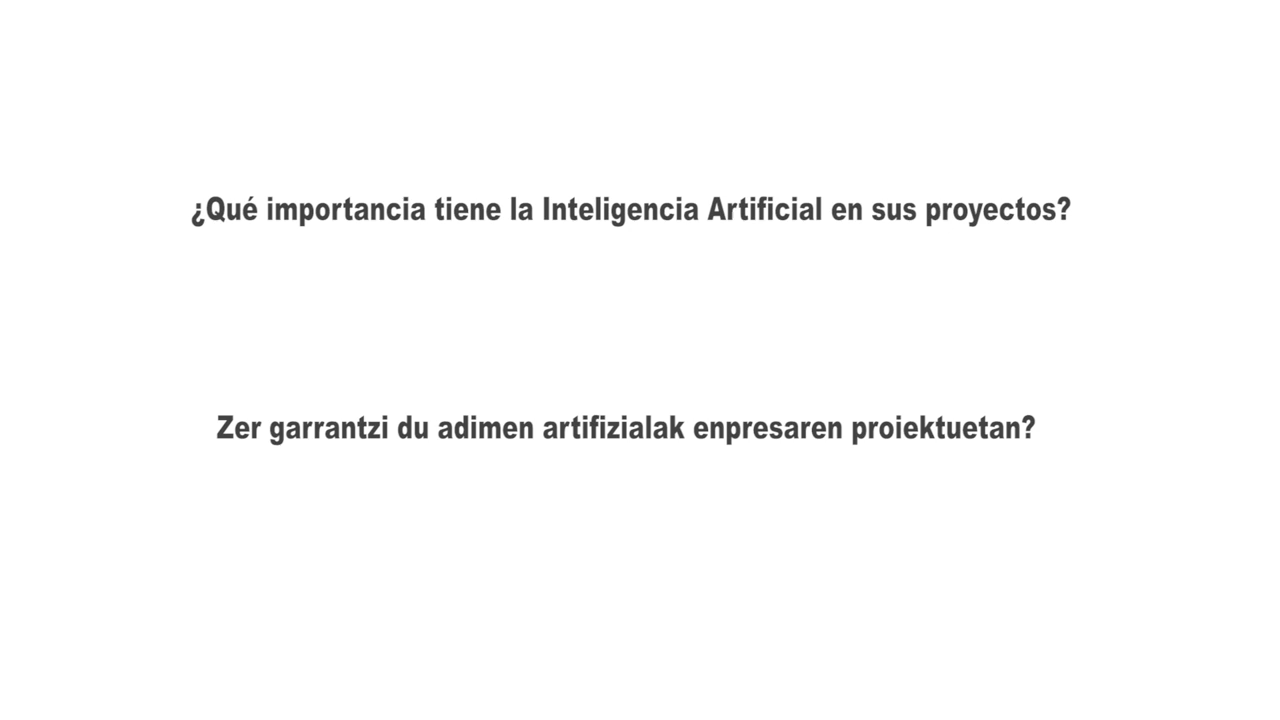 ¿Qué importancia tiene la Inteligencia Artificial en sus proyectos?
Zer garrantzi du adimen artifizialak enpresaren proiektuetan?